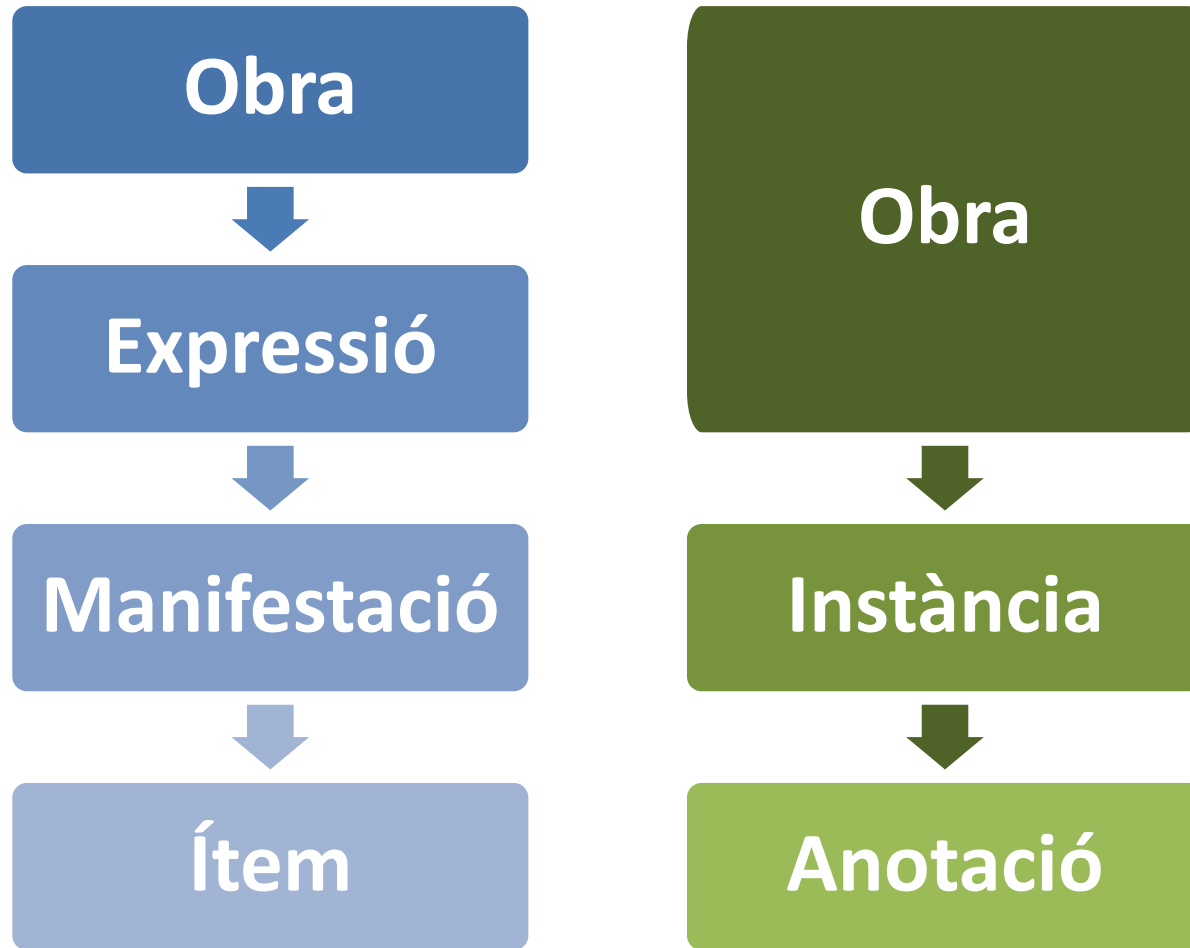 Obra
Expressió
Manifestació
Ítem
Obra
Instància
Anotació